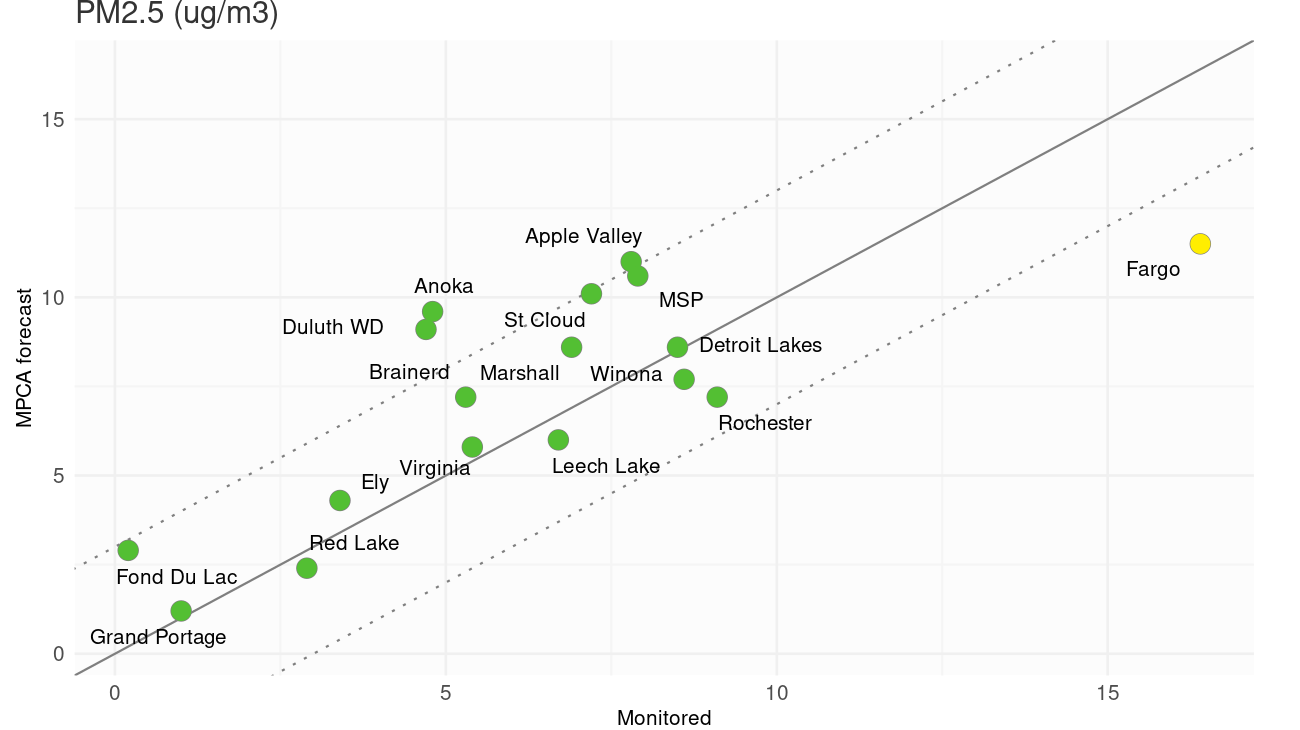 PM2.5 (ug/m3)
15
10
5
0
MPCA forecast
Apple Valley
Anoka
MSP
St Cloud
Duluth WD
Fargo
Detroit Lakes
Brainerd
Marshall
Winona
Rochester
Virginia
Leech Lake
Ely
Red Lake
Fond Du Lac
Grand Portage
0
5
10
15
Monitored